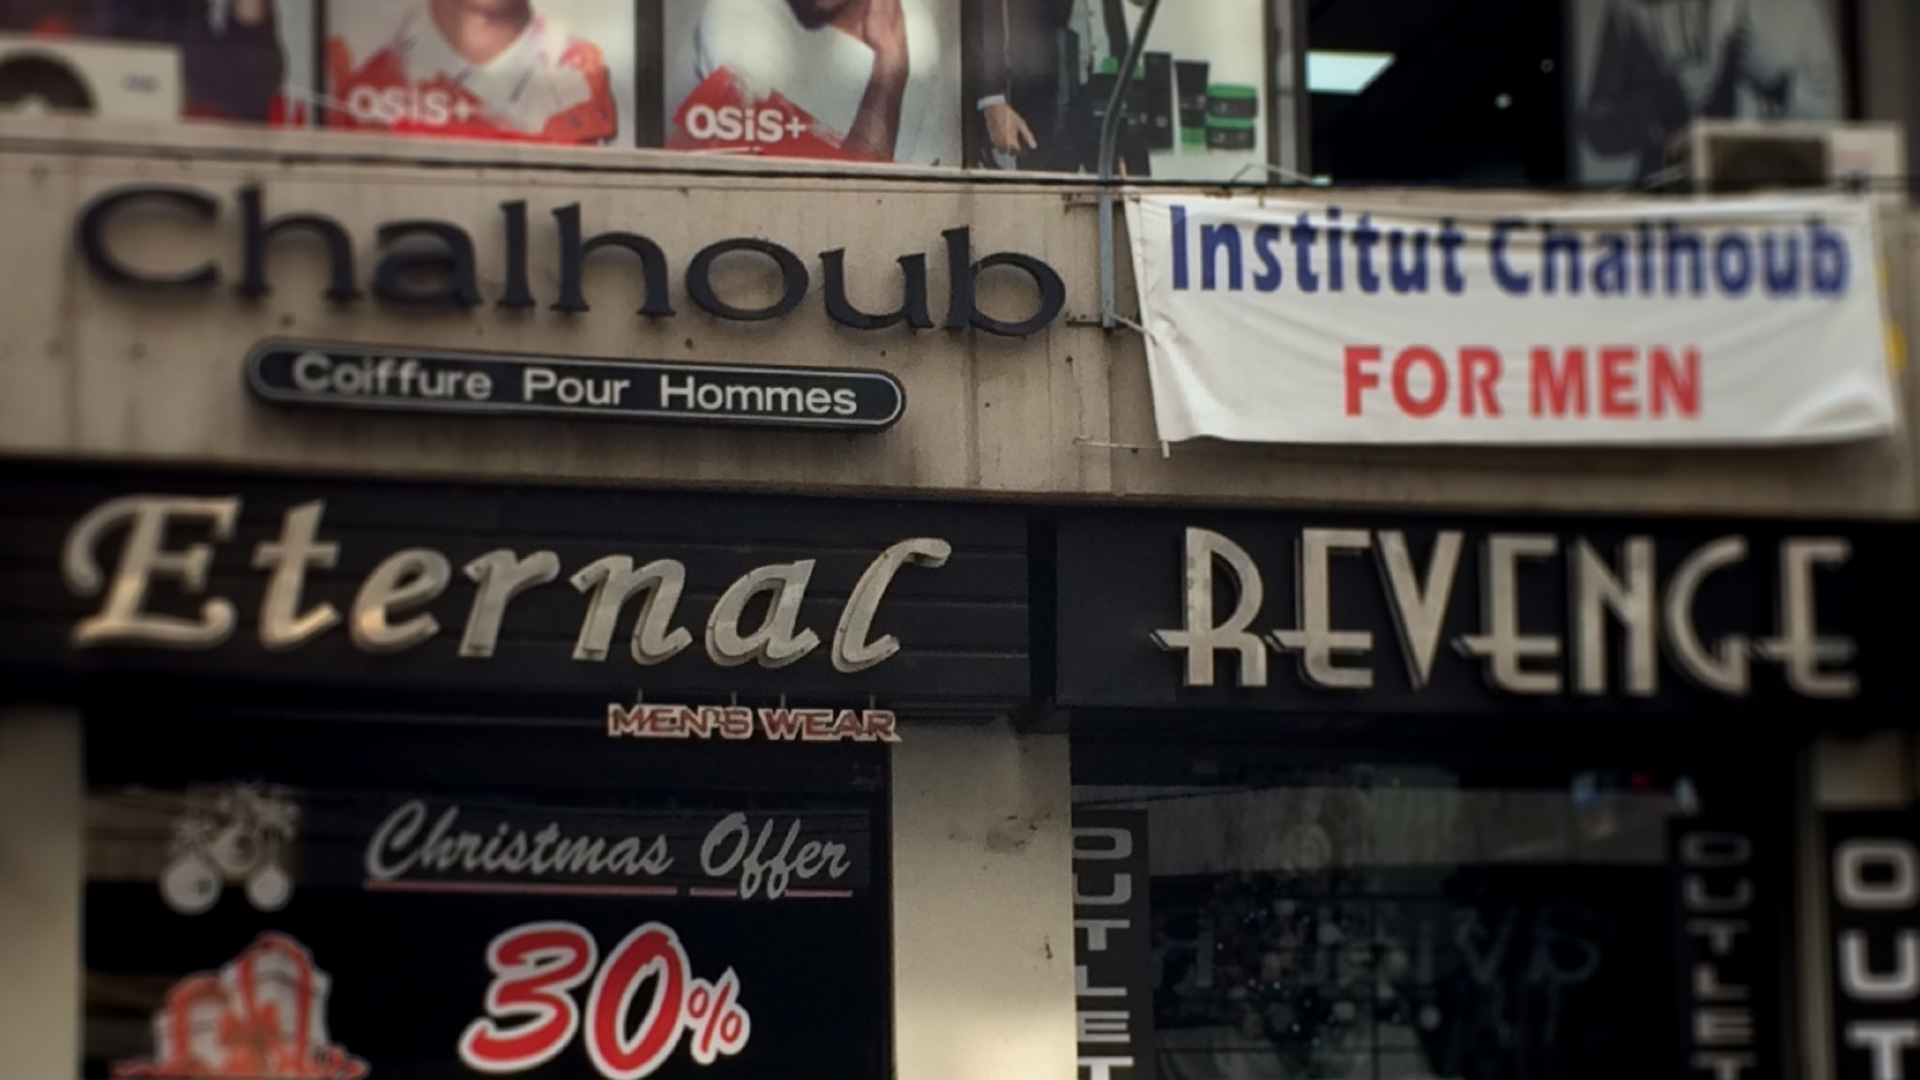 OSiS+
OSiS+
Chalhoub
Coiffure Pour Hommes
Institut Chalhoub
FOR MEN
Eternal
MEN'S WEAR
REVENGE
Christmas Offer
30%
OUTLET
OUTLET
OUT